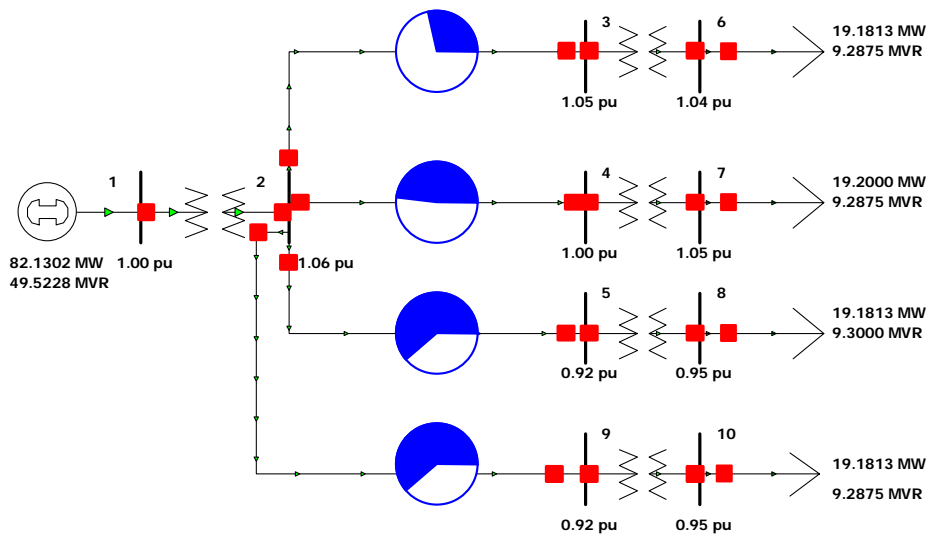 3
6
19.1813 MW
9.2875 MVR
1.05 pu
1.04 pu
1
2
4
7
19.2000 MW
9.2875 MVR
82.1302 MW
49.5228 MVR
1.00 pu
1.06 pu
1.00 pu
1.05 pu
5
8
19.1813 MW
9.3000 MVR
0.92 pu
0.95 pu
9
10
19.1813 MW
9.2875 MVR
0.92 pu
0.95 pu